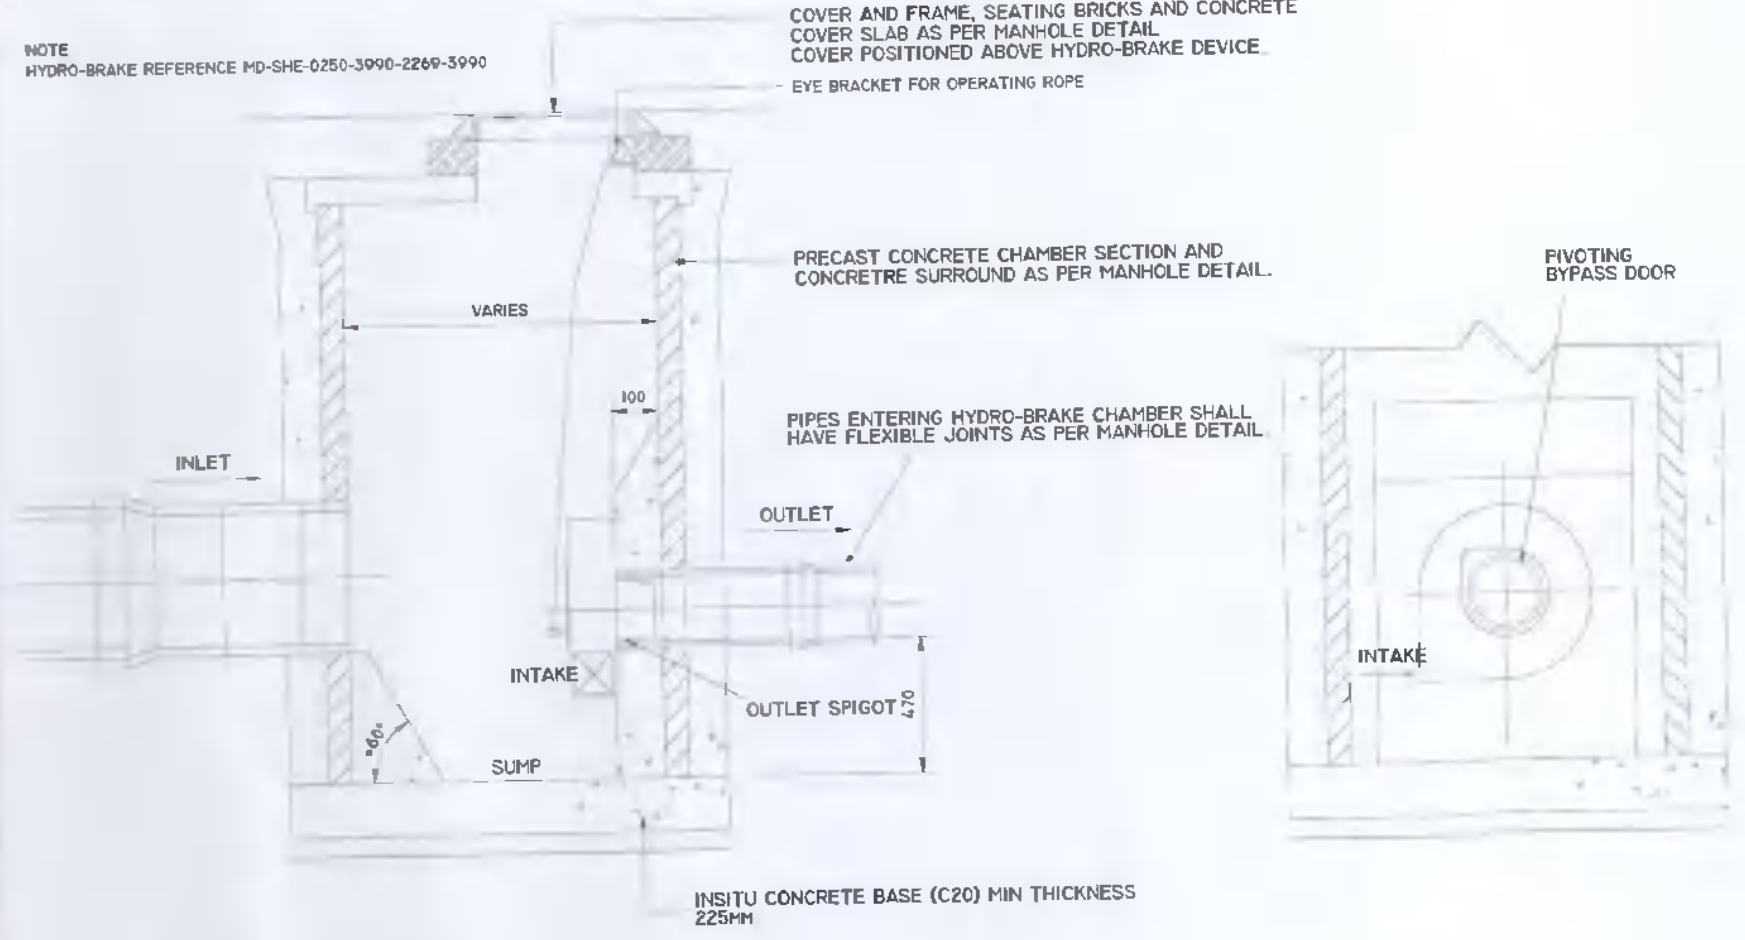 NOTE
HYDRO-BRAKE REFERENCE MD-SHE-0250-3990-2269-3990
COVER AND FRAME, SEATING BRICKS AND CONCRETE
COVER SLAB AS PER MANHOLE DETAIL
COVER POSITIONED ABOVE HYDRO-BRAKE DEVICE.
EYE BRACKET FOR OPERATING ROPE
PRECAST CONCRETE CHAMBER SECTION AND
CONCRETRE SURROUND AS PER MANHOLE DETAIL.
PIVOTING
BYPASS DOOR
VARIES
100
PIPES ENTERING HYDRO-BRAKE CHAMBER SHALL
HAVE FLEXIBLE JOINTS AS PER MANHOLE DETAIL.
INLET
OUTLET
INTAKE
INTAKE
OUTLET SPIGOT
470
60°
SUMP
INSITU CONCRETE BASE (C20) MIN THICKNESS
225MM